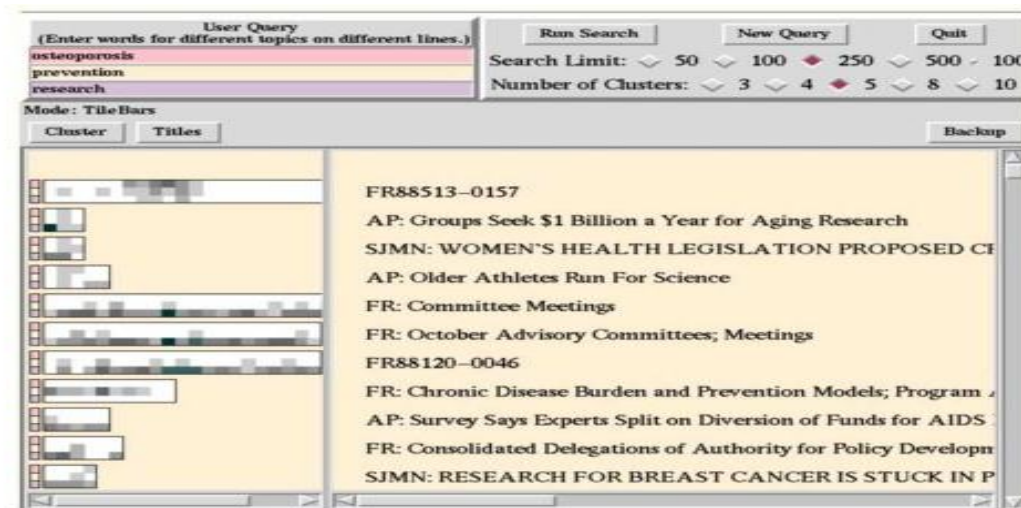 User Query
(Enter words for different topics on different lines.)
osteoporosis
prevention
research
Run Search New Query Quit
Search Limit: 50 100 250 500 100
Number of Clusters: 3 4 5 8 10
Mode: TileBars
Cluster Titles Backup
FR88513-0157
AP: Groups Seek $1 Billion a Year for Aging Research
SJMN: WOMEN'S HEALTH LEGISLATION PROPOSED CF
AP: Older Athletes Run For Science
FR: Committee Meetings
FR: October Advisory Committees; Meetings
FR88120-0046
FR: Chronic Disease Burden and Prevention Models; Program
AP: Survey Says Experts Split on Diversion of Funds for AIDS
FR: Consolidated Delegations of Authority for Policy Developm
SJMN: RESEARCH FOR BREAST CANCER IS STUCK IN P